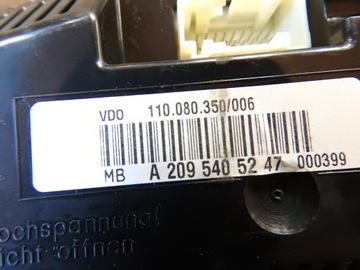 VDO 110.080.350/006
MB A 209 540 52 47 000399
ochspannung!
icht öffnen